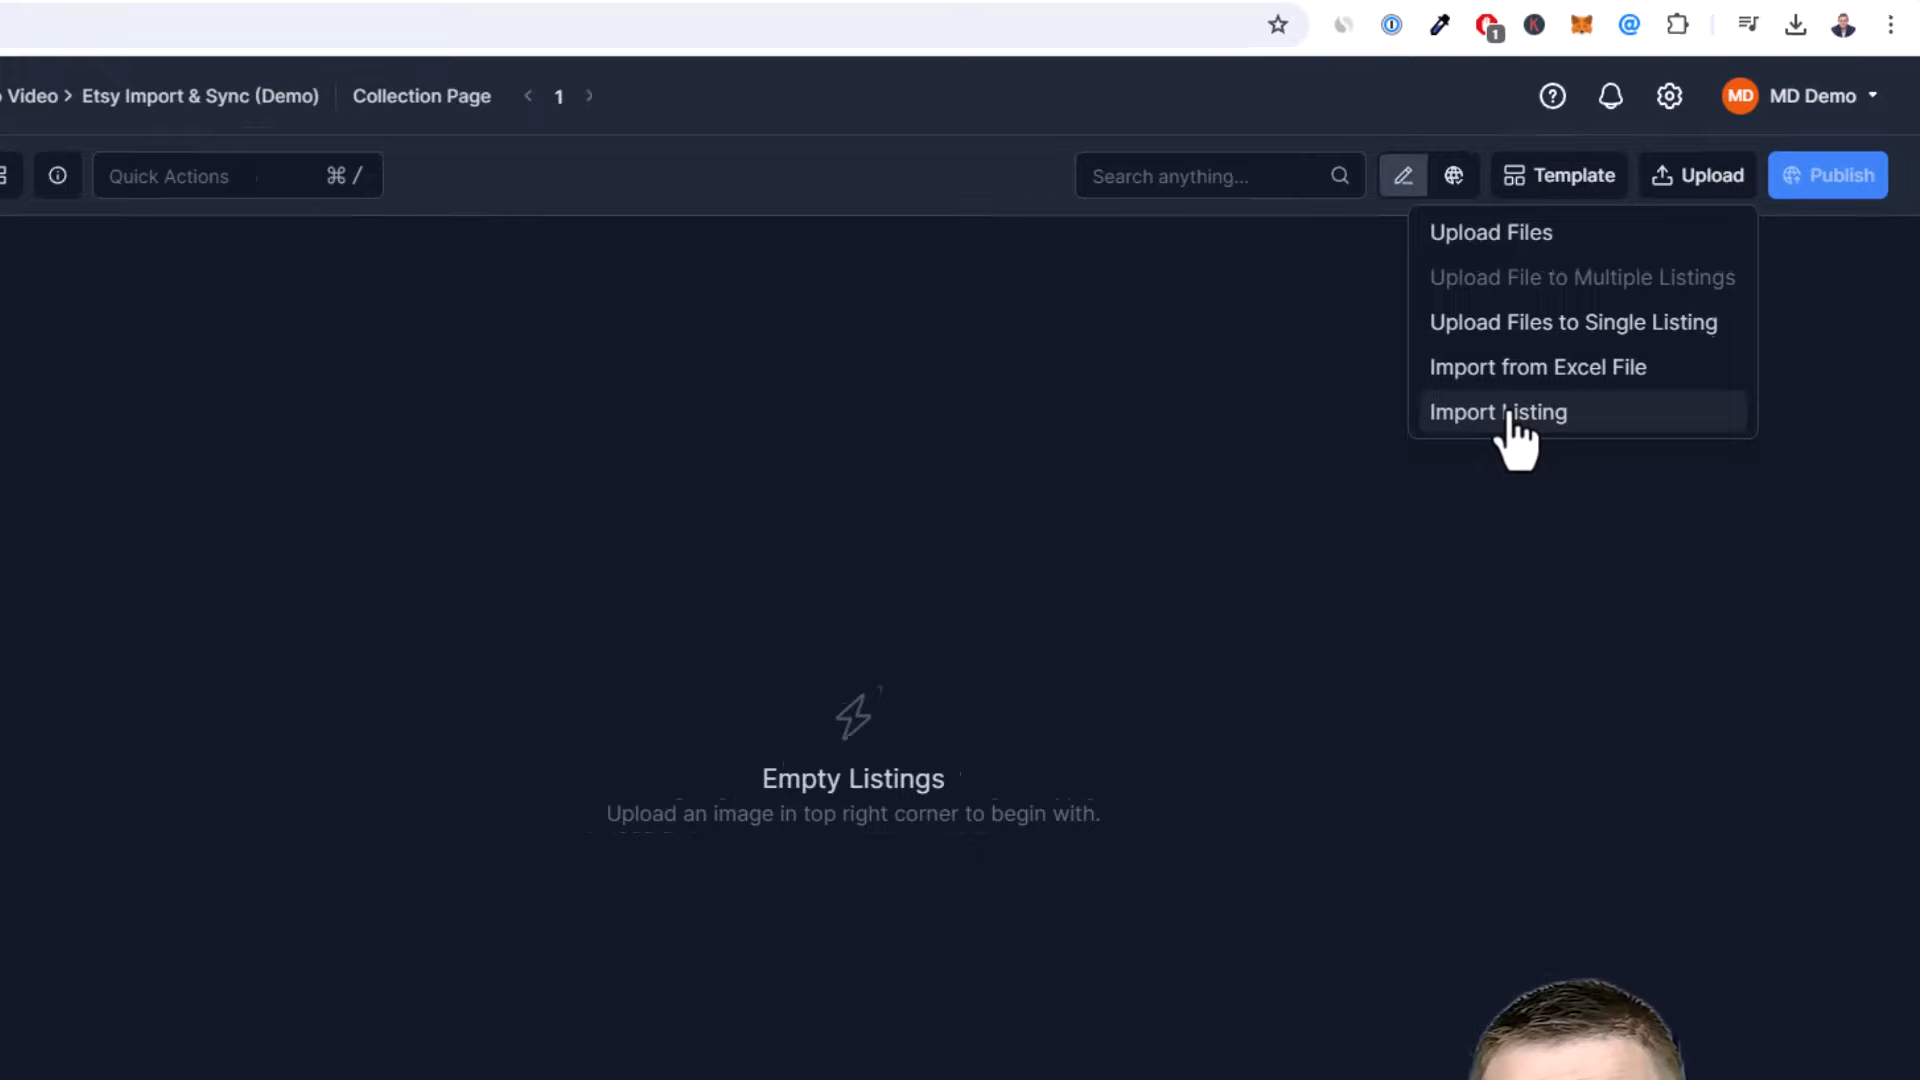 1
Video > Etsy Import & Sync (Demo)
Collection Page
< 1 >
MD
MD Demo
Quick Actions
⌘ /
Search anything...
Template
Upload
Publish
Upload Files
Upload File to Multiple Listings
Upload Files to Single Listing
Import from Excel File
Import Listing
Empty Listings
Upload an image in top right corner to begin with.